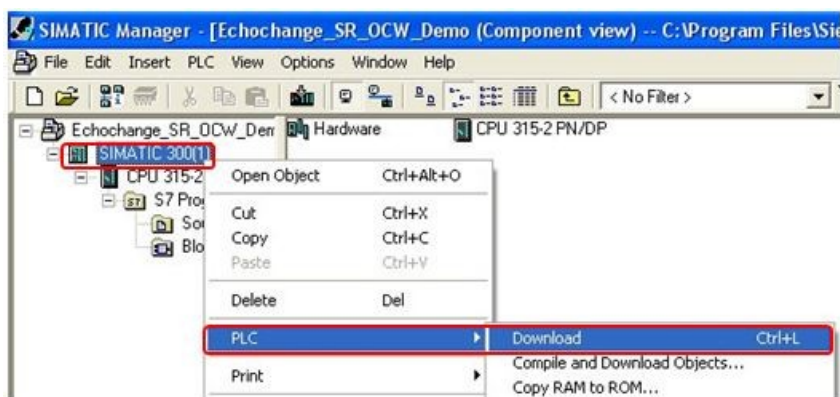 SIMATIC Manager - [Echochange_SR_OCW_Demo (Component view) -- C:\Program Files\Sie
File Edit Insert PLC View Options Window Help
< No Filter >
Echochange_SR_OCW_Dem
Hardware
CPU 315-2 PN/DP
SIMATIC 300(1)
CPU 315-2
S7 Pro
Sou
Blo
Open Object Ctrl+Alt+O
Cut Ctrl+X
Copy Ctrl+C
Paste Ctrl+V
Delete Del
PLC
Print
Download Ctrl+L
Compile and Download Objects...
Copy RAM to ROM...